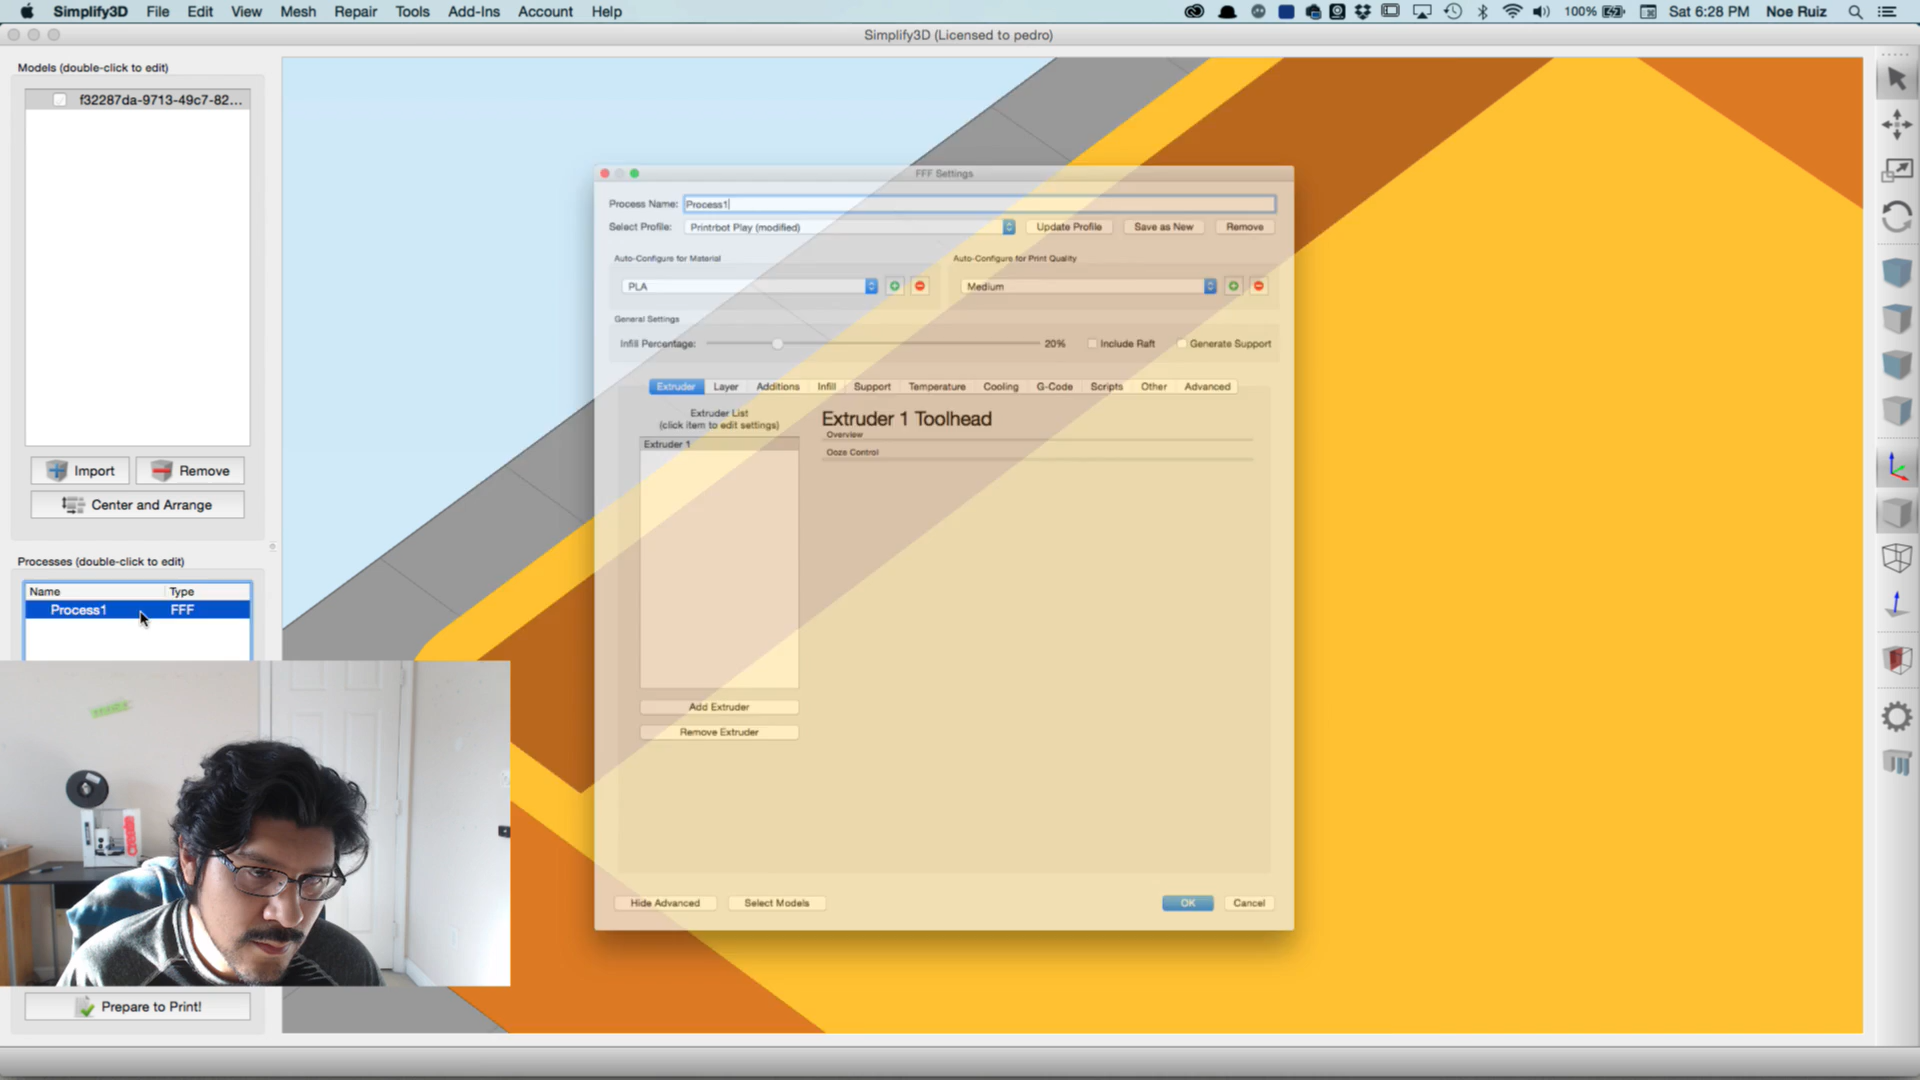 Simplify3D File Edit View Mesh Repair Tools Add-Ins Account Help 100% Sat 6:28 PM Noe Ruiz
Simplify3D (Licensed to pedro)
Models (double-click to edit)
f32287da-9713-49c7-82...
Import Remove
Center and Arrange
Processes (double-click to edit)
Name Type
Process1 FFF
Prepare to Print!
FFF Settings
Process Name: Process1
Select Profile: Printrbot Play (modified) Update Profile Save as New Remove
Auto-Configure for Material Auto-Configure for Print Quality
PLA Medium
General Settings
Infill Percentage: 20% Include Raft Generate Support
Extruder Layer Additions Infill Support Temperature Cooling G-Code Scripts Other Advanced
Extruder List
(click item to edit settings)
Extruder 1
Extruder 1 Toolhead
Overview
Ooze Control
Add Extruder
Remove Extruder
Hide Advanced Select Models OK Cancel
Create